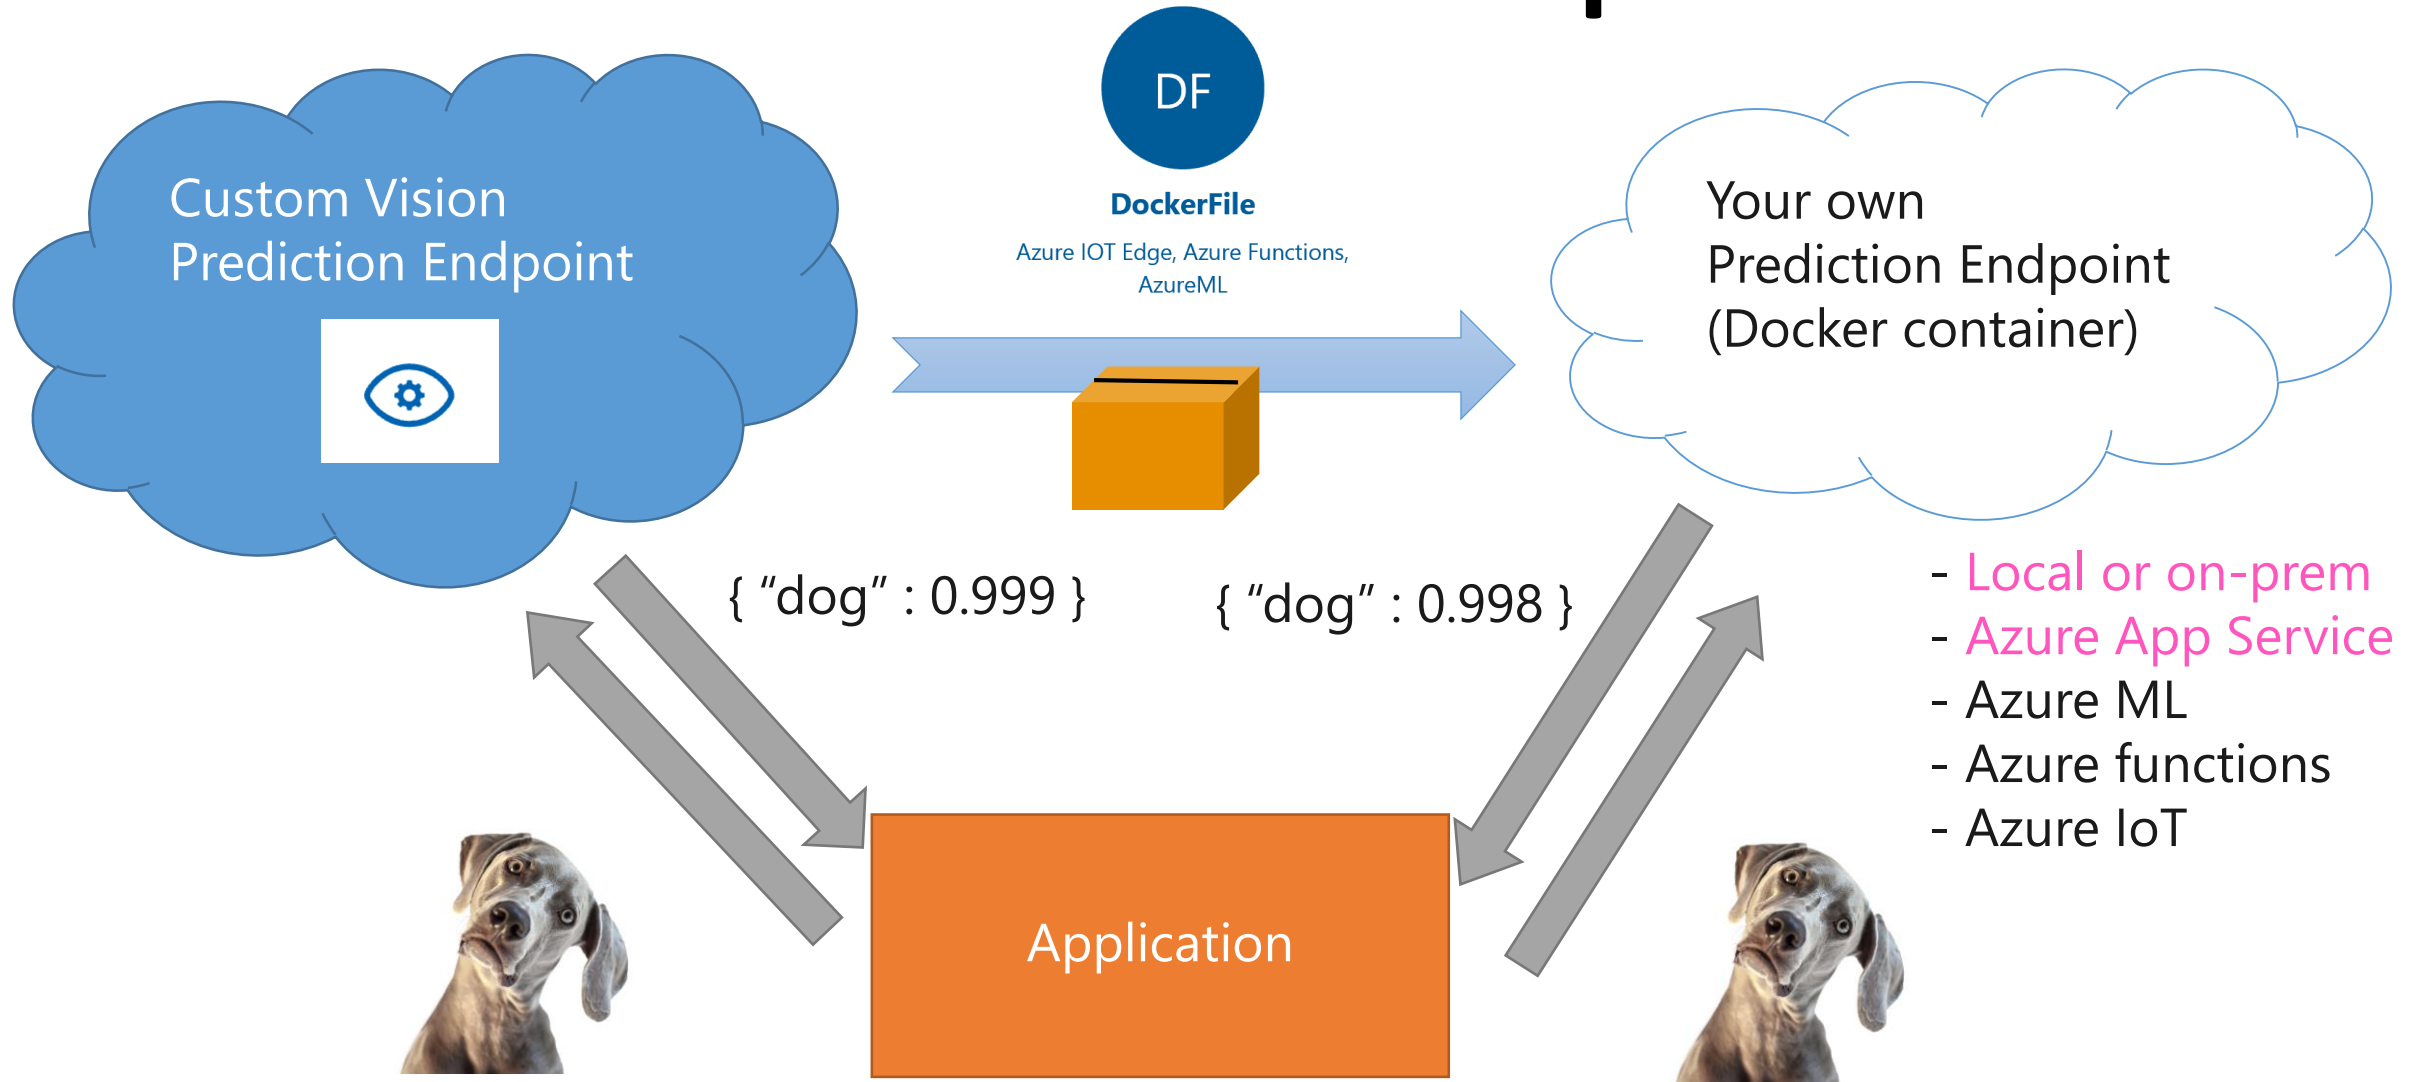 DF
DockerFile
Azure IOT Edge, Azure Functions,
AzureML
Custom Vision
Prediction Endpoint
Your own
Prediction Endpoint
(Docker container)
{ “dog” : 0.999 }
{ “dog” : 0.998 }
- Local or on-prem
- Azure App Service
- Azure ML
- Azure functions
- Azure IoT
Application